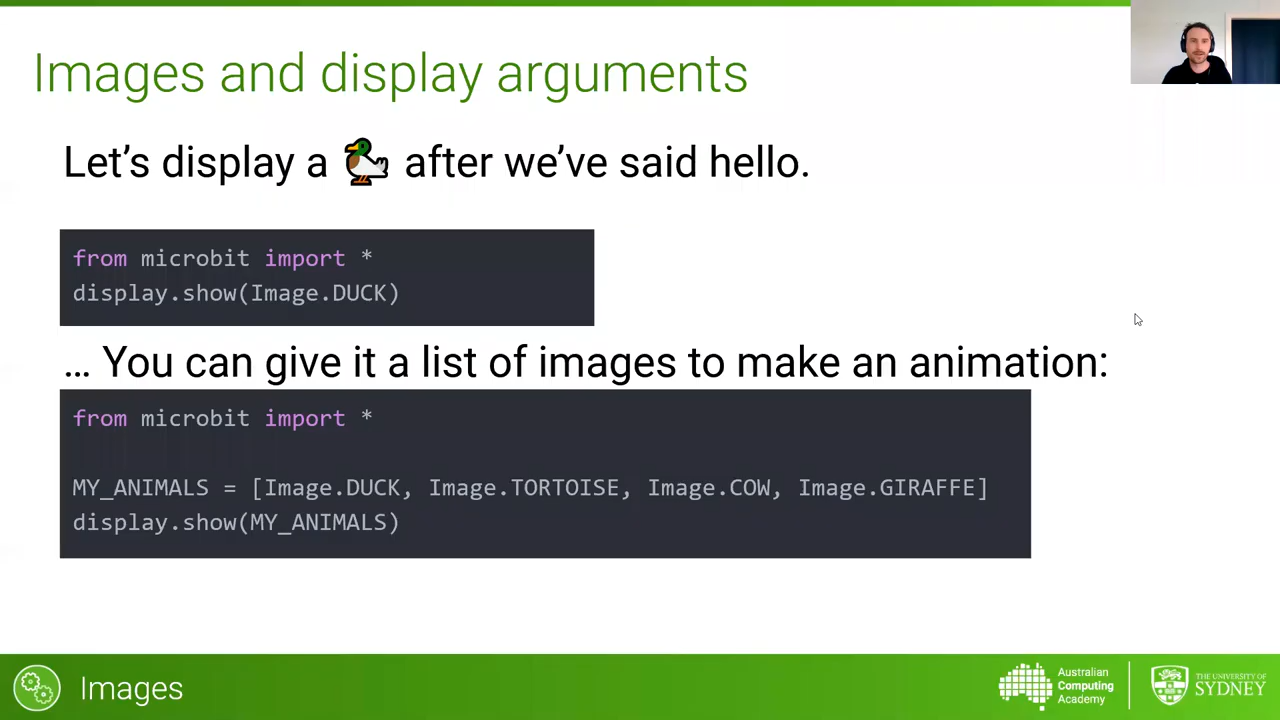 Images and display arguments
Let's display a 🦆 after we've said hello.
from microbit import *
display.show(Image.DUCK)
… You can give it a list of images to make an animation:
from microbit import *
MY_ANIMALS = [Image.DUCK, Image.TORTOISE, Image.COW, Image.GIRAFFE]
display.show(MY_ANIMALS)
Images
Australian
Computing
Academy
THE UNIVERSITY OF
SYDNEY